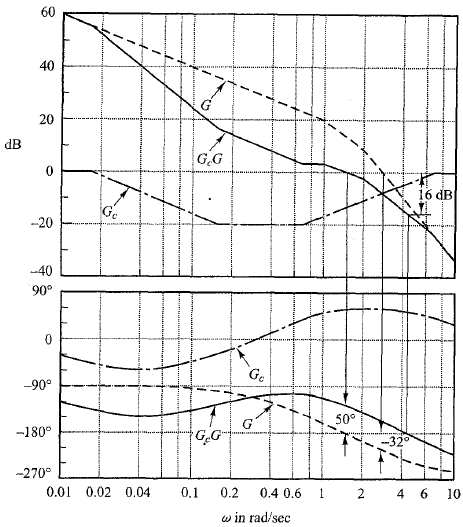 60
40
20
0
−20
−40
dB
G
G_cG
G_c
16 dB
90°
0
−90°
−180°
−270°
G_c
G
G_cG
50°
−32°
0.01 0.02 0.04 0.1 0.2 0.4 0.6 1 2 4 6 10
ω in rad/sec